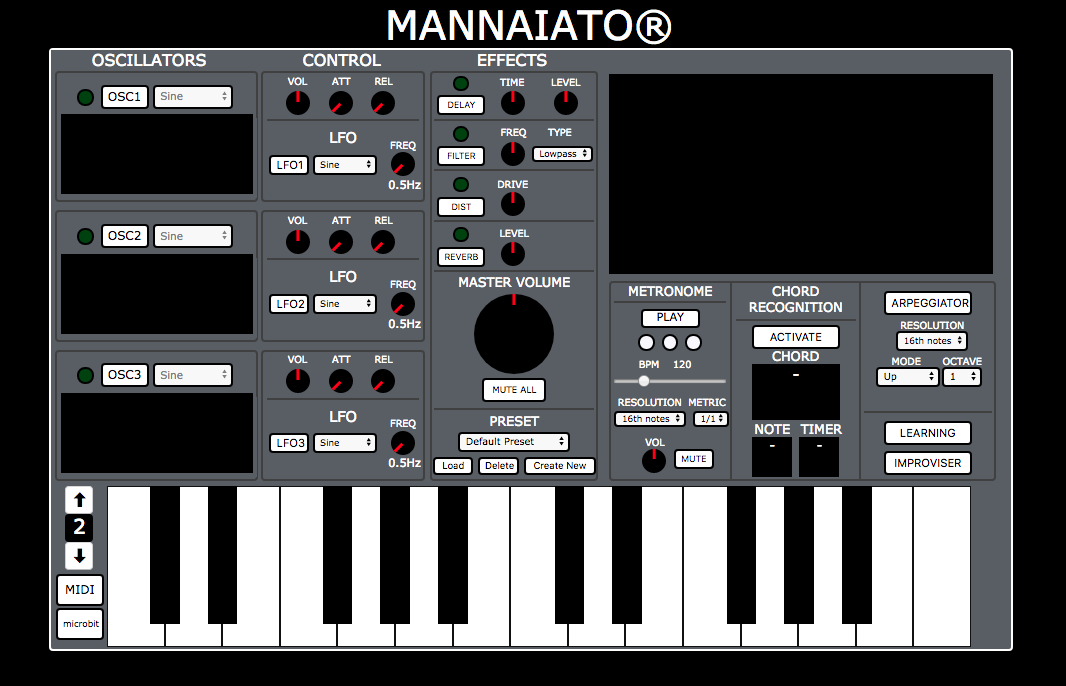 MANNAIATO®
OSCILLATORS
OSC1 Sine
OSC2 Sine
OSC3 Sine
CONTROL
VOL ATT REL
LFO
FREQ
LFO1 Sine
0.5Hz
VOL ATT REL
LFO
FREQ
LFO2 Sine
0.5Hz
VOL ATT REL
LFO
FREQ
LFO3 Sine
0.5Hz
EFFECTS
TIME LEVEL
DELAY
FREQ TYPE
FILTER Lowpass
DRIVE
DIST
LEVEL
REVERB
MASTER VOLUME
MUTE ALL
PRESET
Default Preset
Load Delete Create New
METRONOME
PLAY
BPM 120
RESOLUTION METRIC
16th notes 1/1
VOL
MUTE
CHORD
RECOGNITION
ACTIVATE
CHORD
-
NOTE TIMER
- -
ARPEGGIATOR
RESOLUTION
16th notes
MODE OCTAVE
Up 1
LEARNING
IMPROVISER
2
MIDI
microbit